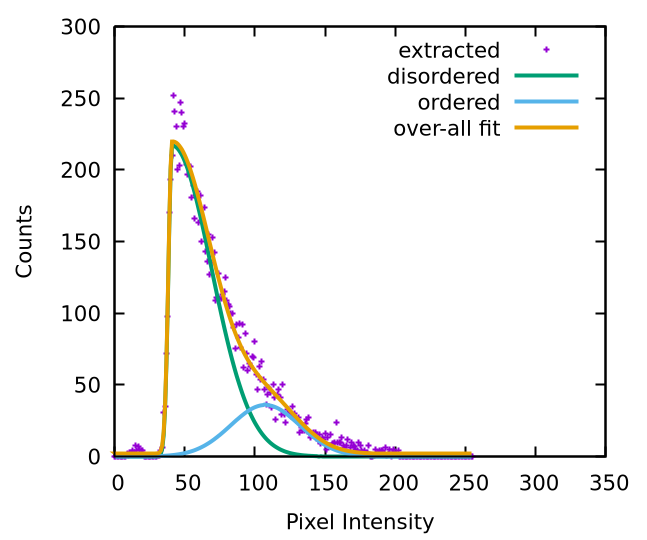 300
250
200
150
100
50
0
Counts
extracted
disordered
ordered
over-all fit
0 50 100 150 200 250 300 350
Pixel Intensity